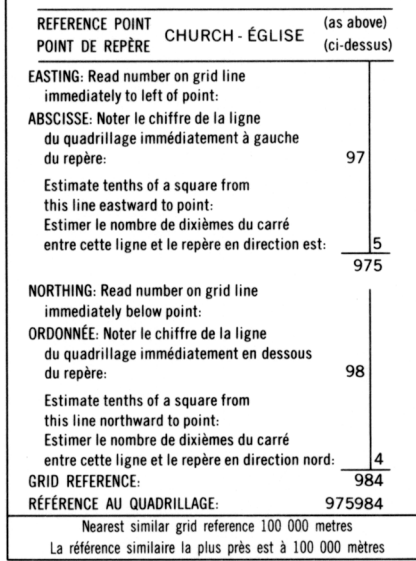 REFERENCE POINT CHURCH - ÉGLISE (as above)
POINT DE REPÈRE (ci-dessus)
EASTING: Read number on grid line
immediately to left of point:
ABSCISSE: Noter le chiffre de la ligne
du quadrillage immédiatement à gauche
du repère: 97
Estimate tenths of a square from
this line eastward to point:
Estimer le nombre de dixièmes du carré
entre cette ligne et le repère en direction est: 5
975
NORTHING: Read number on grid line
immediately below point:
ORDONNÉE: Noter le chiffre de la ligne
du quadrillage immédiatement en dessous
du repère: 98
Estimate tenths of a square from
this line northward to point:
Estimer le nombre de dixièmes du carré
entre cette ligne et le repère en direction nord: 4
GRID REFERENCE: 984
RÉFÉRENCE AU QUADRILLAGE: 975984
Nearest similar grid reference 100 000 metres
La référence similaire la plus près est à 100 000 mètres